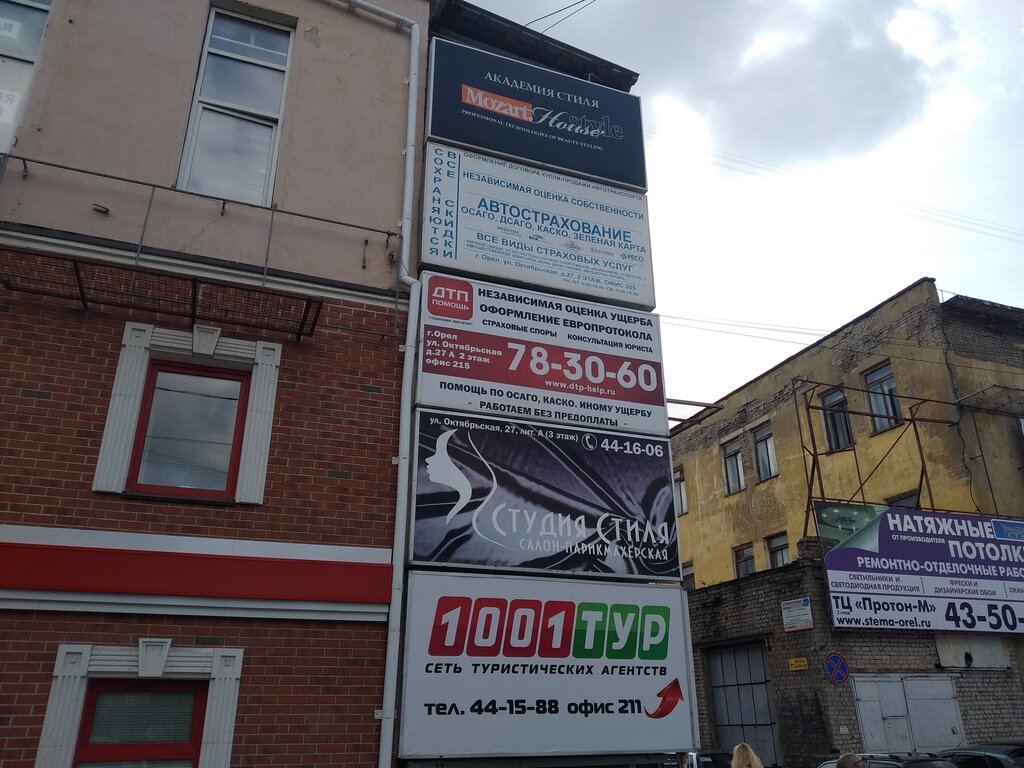 АКАДЕМИЯ СТИЛЯ
Mozart House style
PROFESSIONAL TECHNOLOGIES OF BEAUTY STYLING
ВСЕ СКИДКИ
СОХРАНЯЮТСЯ
ОФОРМЛЕНИЕ ДОГОВОРА КУПЛИ-ПРОДАЖИ АВТОТРАНСПОРТА
НЕЗАВИСИМАЯ ОЦЕНКА СОБСТВЕННОСТИ
АВТОСТРАХОВАНИЕ
ОСАГО, ДСАГО, КАСКО, ЗЕЛЕНАЯ КАРТА
РЕСО
ВСЕ ВИДЫ СТРАХОВЫХ УСЛУГ
г. Орел, ул. Октябрьская, д.27, 2 ЭТАЖ, ОФИС 205
ДТП
ПОМОЩЬ
НЕЗАВИСИМАЯ ОЦЕНКА УЩЕРБА
ОФОРМЛЕНИЕ ЕВРОПРОТОКОЛА
СТРАХОВЫЕ СПОРЫ КОНСУЛЬТАЦИЯ ЮРИСТА
г.Орел
ул. Октябрьская
д.27 А 2 этаж
офис 215
78-30-60
www.dtp-help.ru
ПОМОЩЬ ПО ОСАГО, КАСКО. ИНОМУ УЩЕРБУ
- РАБОТАЕМ БЕЗ ПРЕДОПЛАТЫ -
ул. Октябрьская, 27, лит. А (3 этаж) 44-16-06
СТУДИЯ СТИЛЯ
САЛОН-ПАРИКМАХЕРСКАЯ
1001ТУР
СЕТЬ ТУРИСТИЧЕСКИХ АГЕНТСТВ
тел. 44-15-88 офис 211
НАТЯЖНЫЕ
ОТ ПРОИЗВОДИТЕЛЯ
ПОТОЛК
РЕМОНТНО-ОТДЕЛОЧНЫЕ РАБО
СВЕТИЛЬНИКИ И
СВЕТОДИОДНАЯ ПРОДУКЦИЯ
ФРЕСКИ И
ДИЗАЙНЕРСКИЕ ОБОИ
ОКНА
ТЦ «Протон-М»
2 этаж
www.stema-orel.ru
43-50-